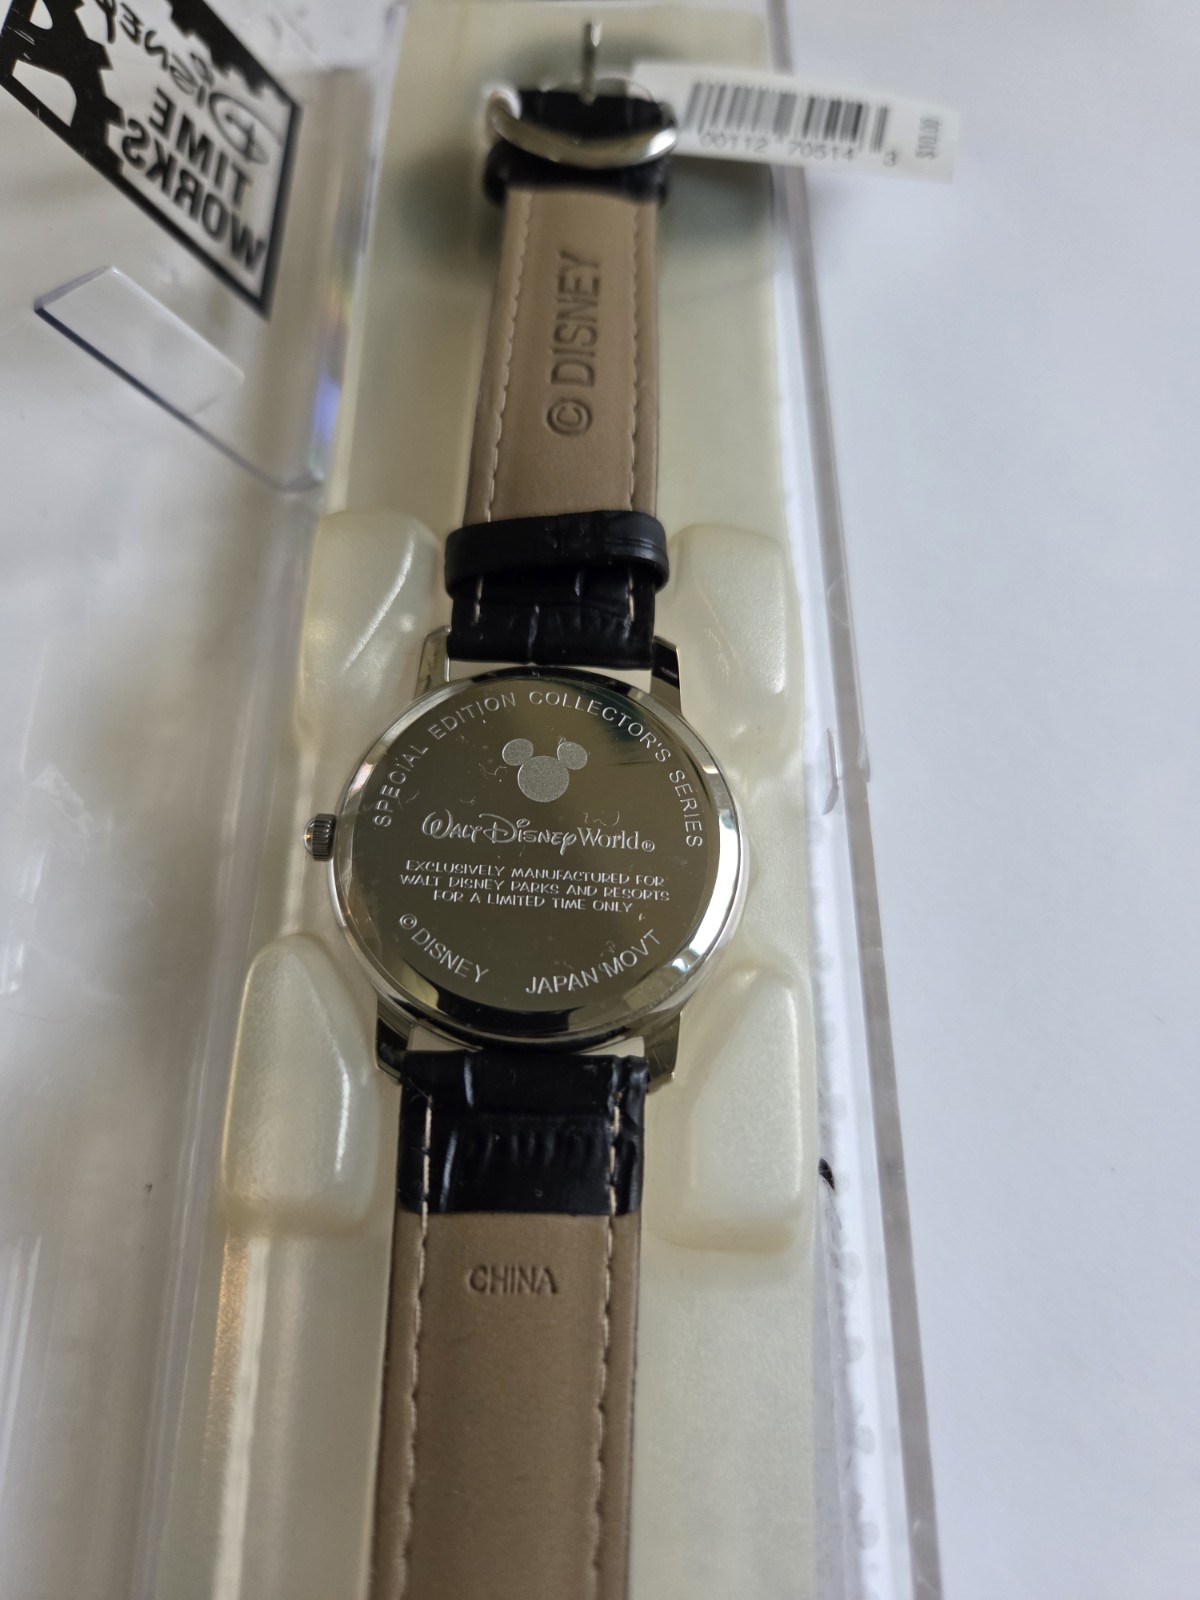 Disney
TIME
WORKS
00112 70514 3
$10.00
© DISNEY
SPECIAL EDITION COLLECTOR'S SERIES
WALT DISNEY World®
EXCLUSIVELY MANUFACTURED FOR
WALT DISNEY PARKS AND RESORTS
FOR A LIMITED TIME ONLY
© DISNEY
JAPAN MOVT
CHINA